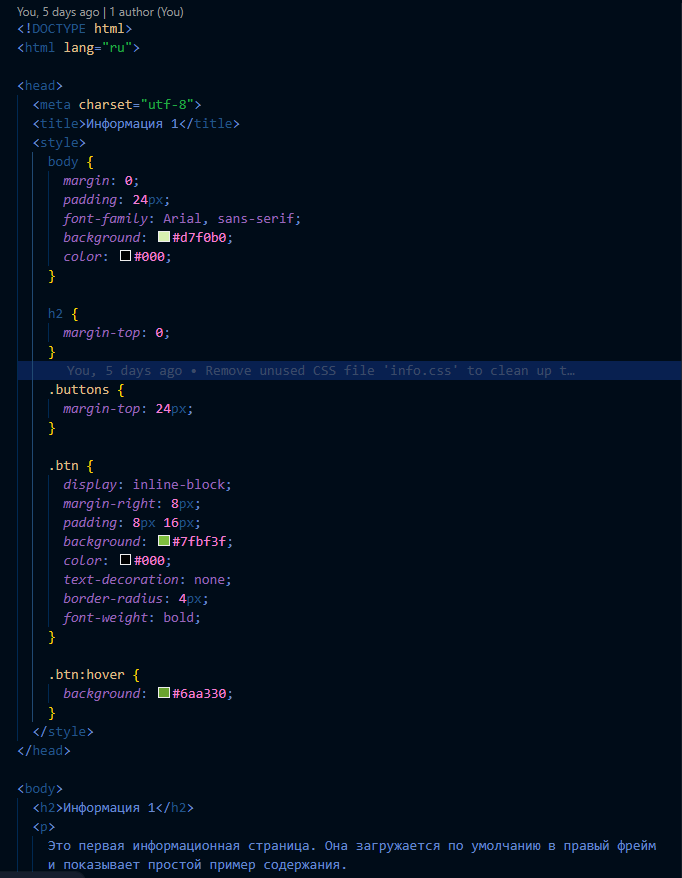 You, 5 days ago | 1 author (You)
<!DOCTYPE html>
<html lang="ru">
<head>
<meta charset="utf-8">
<title>Информация 1</title>
<style>
body {
margin: 0;
padding: 24px;
font-family: Arial, sans-serif;
background: #d7f0b0;
color: #000;
}
h2 {
margin-top: 0;
}
You, 5 days ago • Remove unused CSS file 'info.css' to clean up t…
.buttons {
margin-top: 24px;
}
.btn {
display: inline-block;
margin-right: 8px;
padding: 8px 16px;
background: #7fbf3f;
color: #000;
text-decoration: none;
border-radius: 4px;
font-weight: bold;
}
.btn:hover {
background: #6aa330;
}
</style>
</head>
<body>
<h2>Информация 1</h2>
<p>
Это первая информационная страница. Она загружается по умолчанию в правый фрейм
и показывает простой пример содержания.